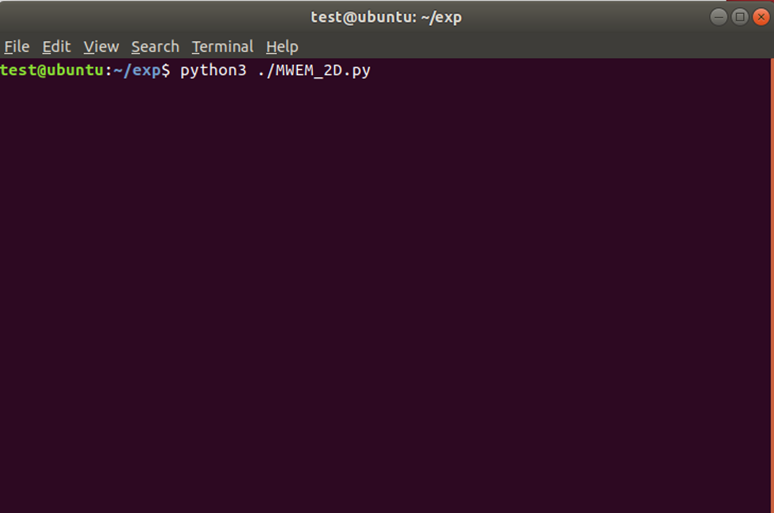 test@ubuntu: ~/exp
File Edit View Search Terminal Help
test@ubuntu:~/exp$ python3 ./MWEM_2D.py